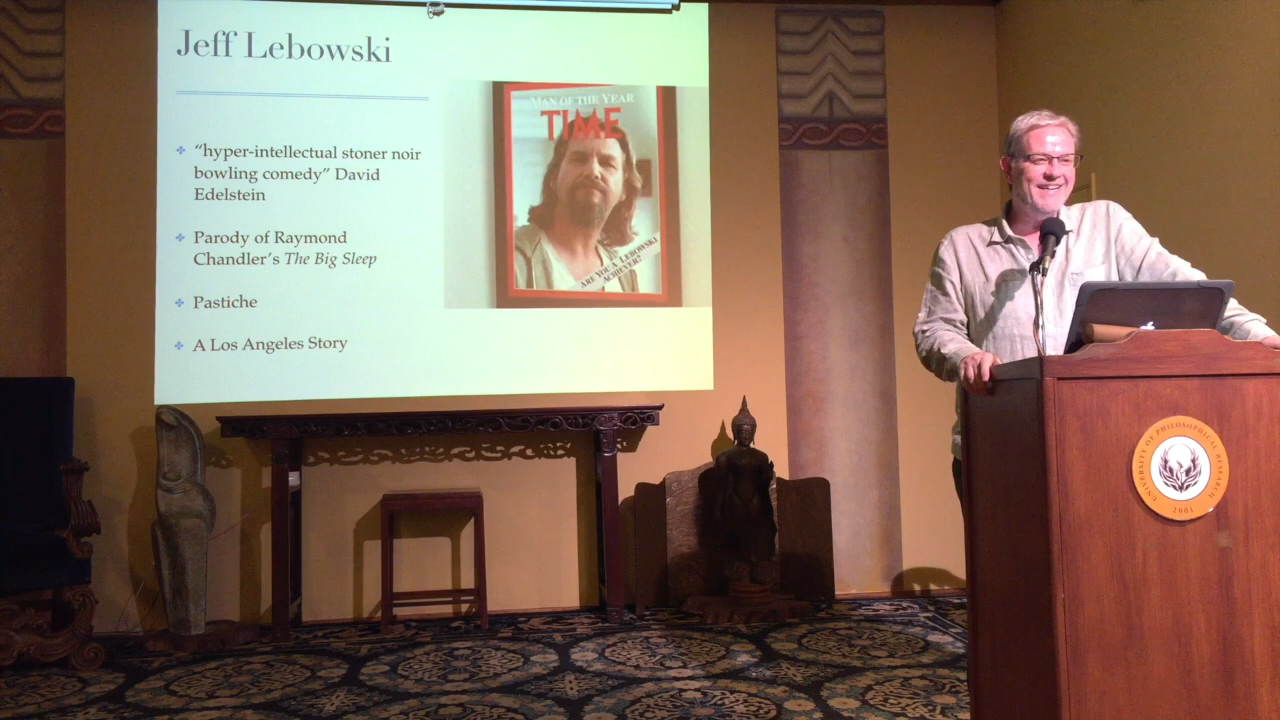 Jeff Lebowski
“hyper-intellectual stoner noir
bowling comedy” David
Edelstein
Parody of Raymond
Chandler’s The Big Sleep
Pastiche
A Los Angeles Story
MAN OF THE YEAR
TIME
ARE YOU A LEBOWSKI
ACHIEVER?
UNIVERSITY OF PHILOSOPHICAL RESEARCH
2001